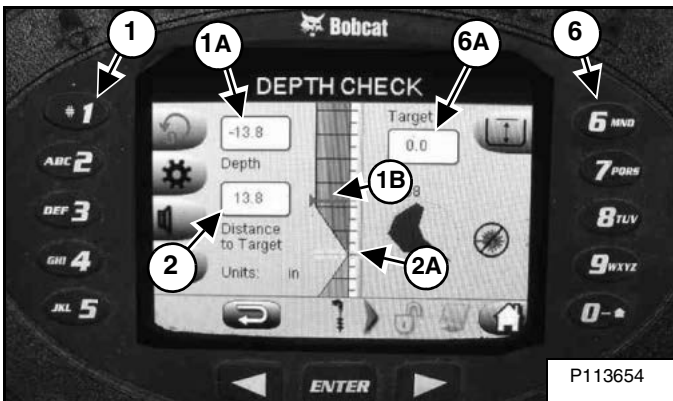 Bobcat
1
1A
6A
6
DEPTH CHECK
#1
-13.8
Target
0.0
6 MNO
ABC 2
Depth
7 PQRS
1B
13.8
8
DEF 3
Distance
to Target
8 TUV
GHI 4
2
Units: in
2A
9 WXYZ
JKL 5
0-
ENTER
P113654